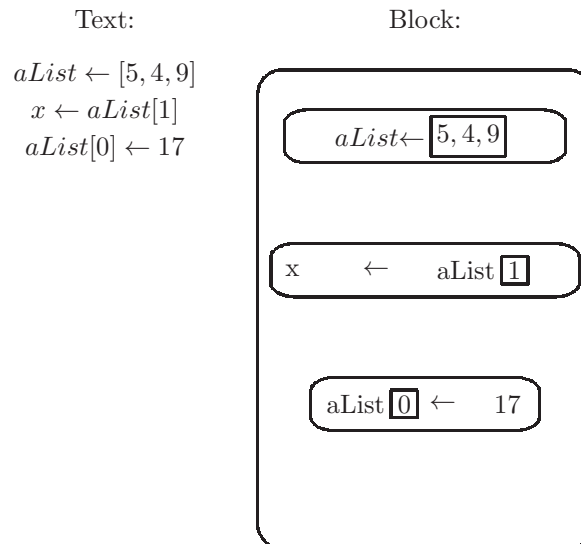 Text:
aList ← [5, 4, 9]
x ← aList[1]
aList[0] ← 17
Block:
aList← 5, 4, 9
x ← aList 1
aList 0 ← 17